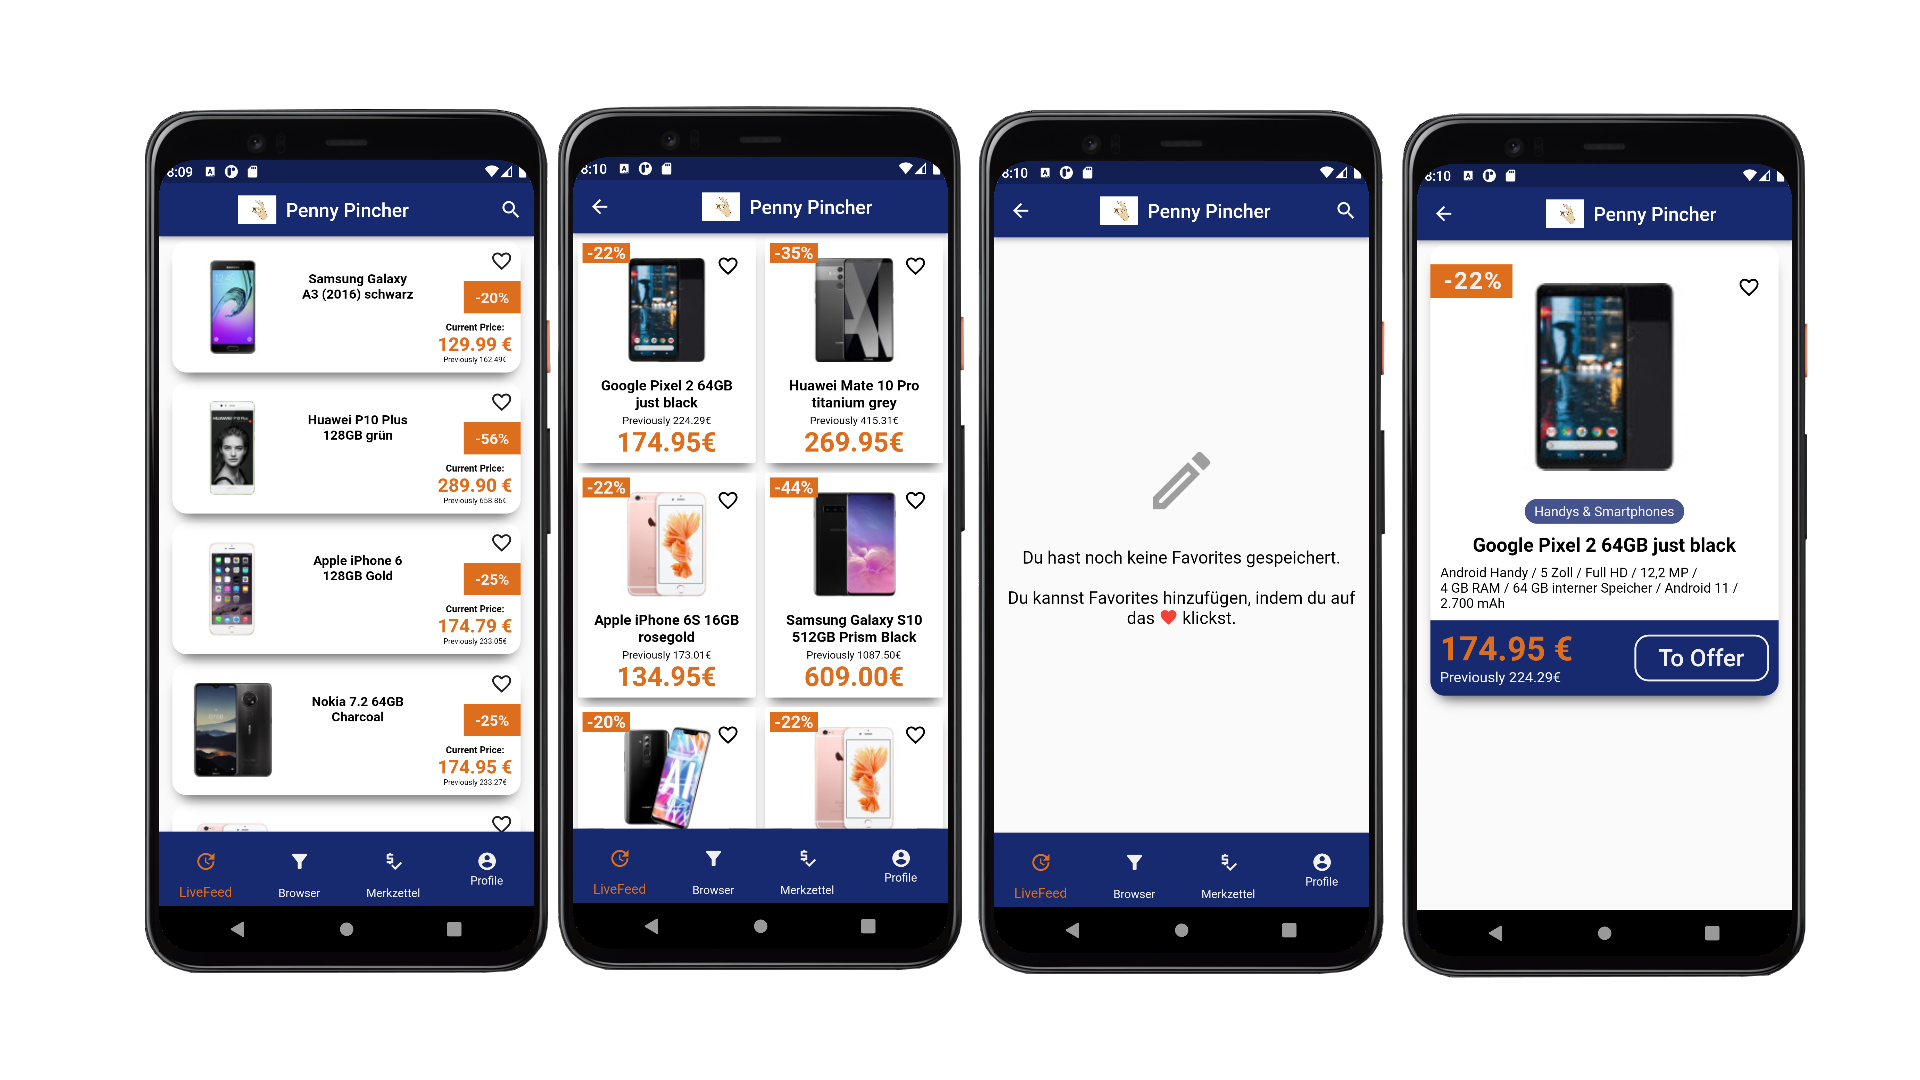 8:09
Penny Pincher
Samsung Galaxy
A3 (2016) schwarz
-20%
Current Price:
129.99 €
Previously 162.49€
Huawei P10 Plus
128GB grün
-56%
Current Price:
289.90 €
Previously 658.86€
Apple iPhone 6
128GB Gold
-25%
Current Price:
174.79 €
Previously 233.05€
Nokia 7.2 64GB
Charcoal
-25%
Current Price:
174.95 €
Previously 233.27€
LiveFeed
Browser
Merkzettel
Profile
8:10
Penny Pincher
-22%
Google Pixel 2 64GB
just black
Previously 224.29€
174.95€
-35%
Huawei Mate 10 Pro
titanium grey
Previously 415.31€
269.95€
-22%
Apple iPhone 6S 16GB
rosegold
Previously 173.01€
134.95€
-44%
Samsung Galaxy S10
512GB Prism Black
Previously 1087.50€
609.00€
-20%
-22%
LiveFeed
Browser
Merkzettel
Profile
8:10
Penny Pincher
Du hast noch keine Favorites gespeichert.
Du kannst Favorites hinzufügen, indem du auf
das ❤ klickst.
LiveFeed
Browser
Merkzettel
Profile
8:10
Penny Pincher
-22%
Handys & Smartphones
Google Pixel 2 64GB just black
Android Handy / 5 Zoll / Full HD / 12,2 MP /
4 GB RAM / 64 GB interner Speicher / Android 11 /
2.700 mAh
174.95 €
Previously 224.29€
To Offer